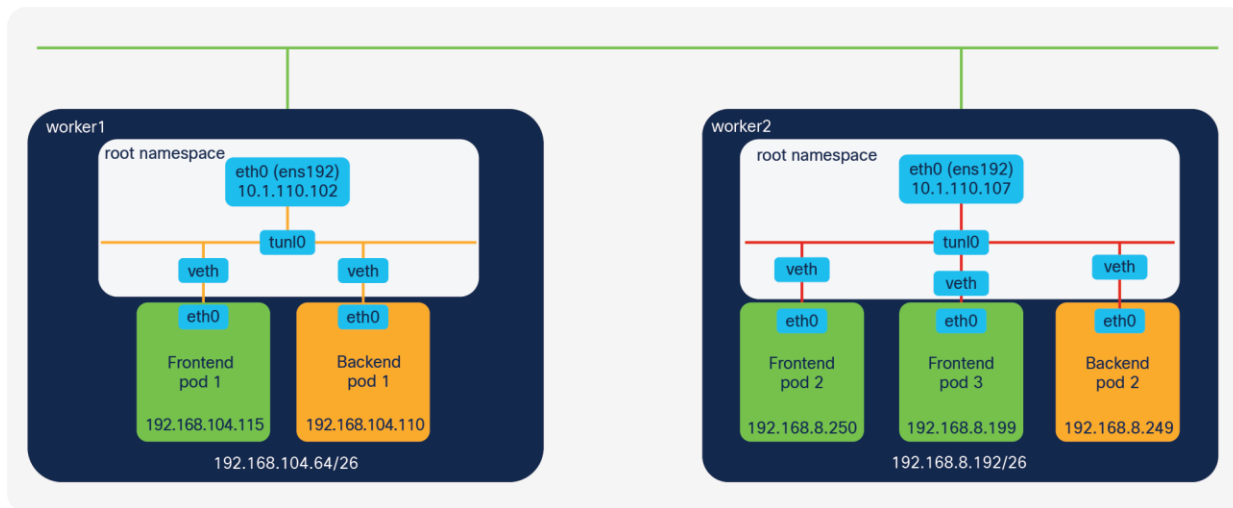 worker1
root namespace
eth0 (ens192)
10.1.110.102
tunl0
veth
veth
eth0
eth0
Frontend
pod 1
192.168.104.115
Backend
pod 1
192.168.104.110
192.168.104.64/26
worker2
root namespace
eth0 (ens192)
10.1.110.107
tunl0
veth
veth
veth
eth0
eth0
eth0
Frontend
pod 2
192.168.8.250
Frontend
pod 3
192.168.8.199
Backend
pod 2
192.168.8.249
192.168.8.192/26